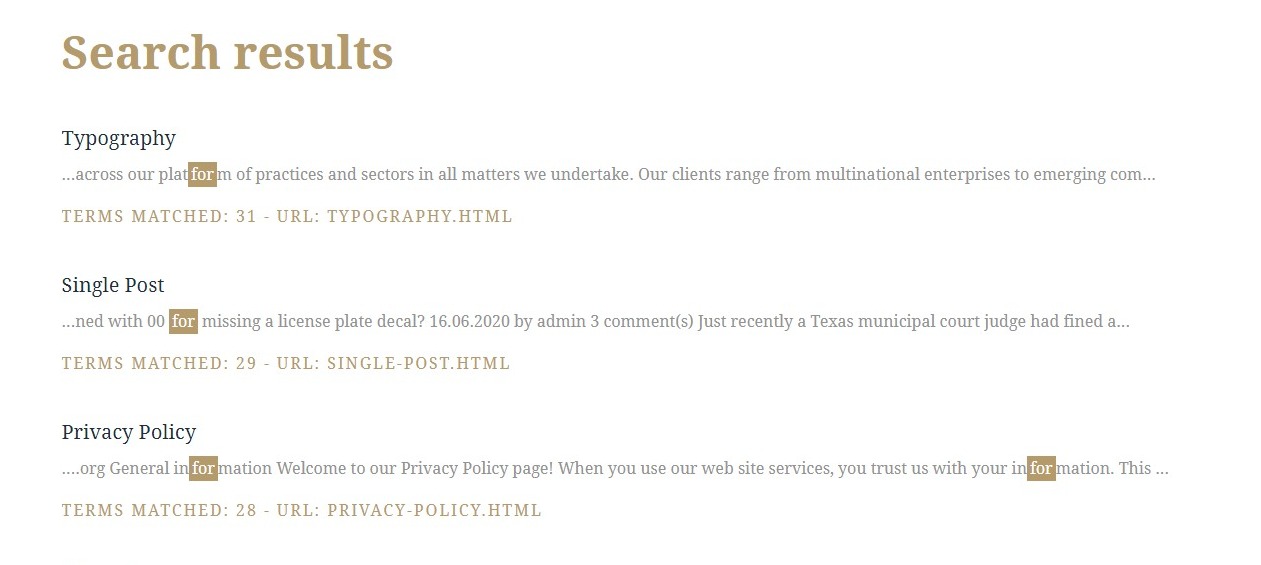 Search results
Typography
...across our platform of practices and sectors in all matters we undertake. Our clients range from multinational enterprises to emerging com...
TERMS MATCHED: 31 - URL: TYPOGRAPHY.HTML
Single Post
...ned with 00 for missing a license plate decal? 16.06.2020 by admin 3 comment(s) Just recently a Texas municipal court judge had fined a...
TERMS MATCHED: 29 - URL: SINGLE-POST.HTML
Privacy Policy
....org General information Welcome to our Privacy Policy page! When you use our web site services, you trust us with your information. This ...
TERMS MATCHED: 28 - URL: PRIVACY-POLICY.HTML